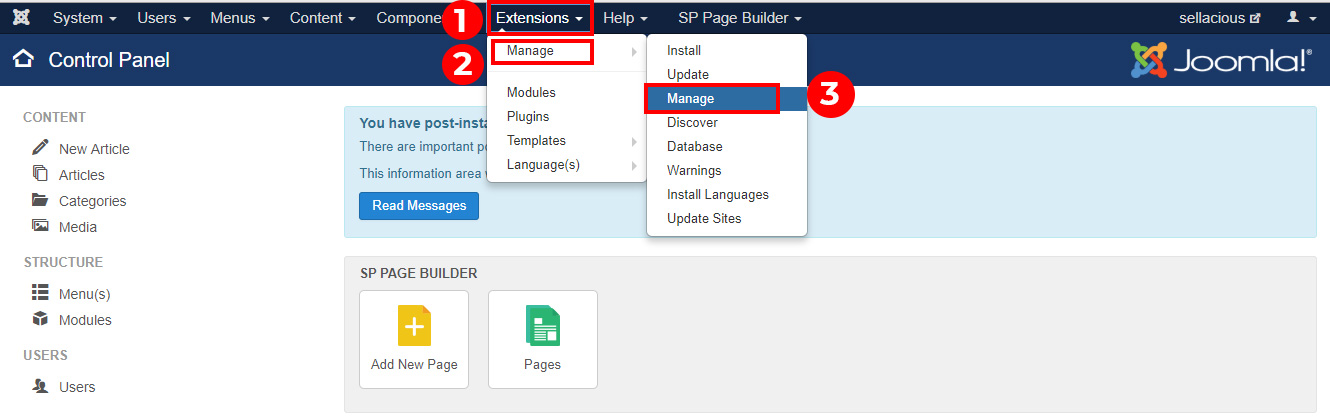 System Users Menus Content Component 1 Extensions Help SP Page Builder sellacious
Control Panel
2 Manage
Modules
Plugins
Templates
Language(s)
Install
Update
Manage 3
Discover
Database
Warnings
Install Languages
Update Sites
Joomla!®
CONTENT
New Article
Articles
Categories
Media
STRUCTURE
Menu(s)
Modules
USERS
Users
You have post-insta
There are important po
This information area
Read Messages
SP PAGE BUILDER
Add New Page
Pages